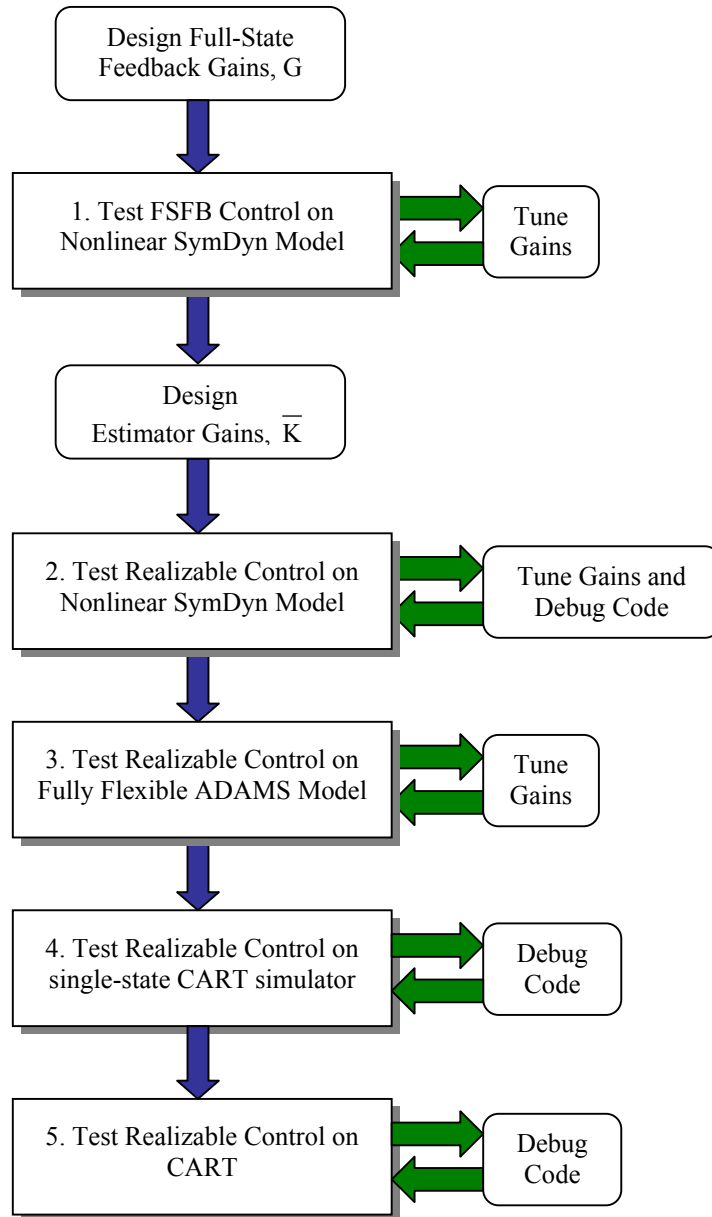 Design Full-State
Feedback Gains, G
1. Test FSFB Control on
Nonlinear SymDyn Model
Tune
Gains
Design
Estimator Gains, K̅
2. Test Realizable Control on
Nonlinear SymDyn Model
Tune Gains and
Debug Code
3. Test Realizable Control on
Fully Flexible ADAMS Model
Tune
Gains
4. Test Realizable Control on
single-state CART simulator
Debug
Code
5. Test Realizable Control on
CART
Debug
Code